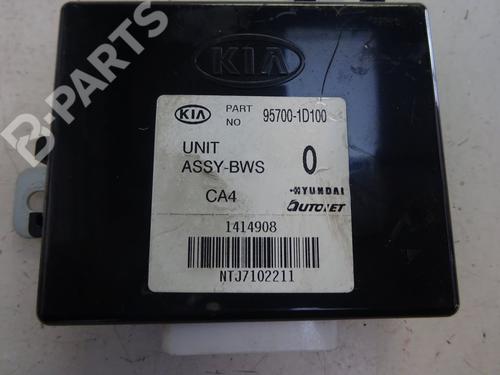 B-PARTS
KIA
KIA PART NO 95700-1D100
UNIT
ASSY-BWS 0
CA4 HYUNDAI
AUTONET
1414908
NTJ7102211